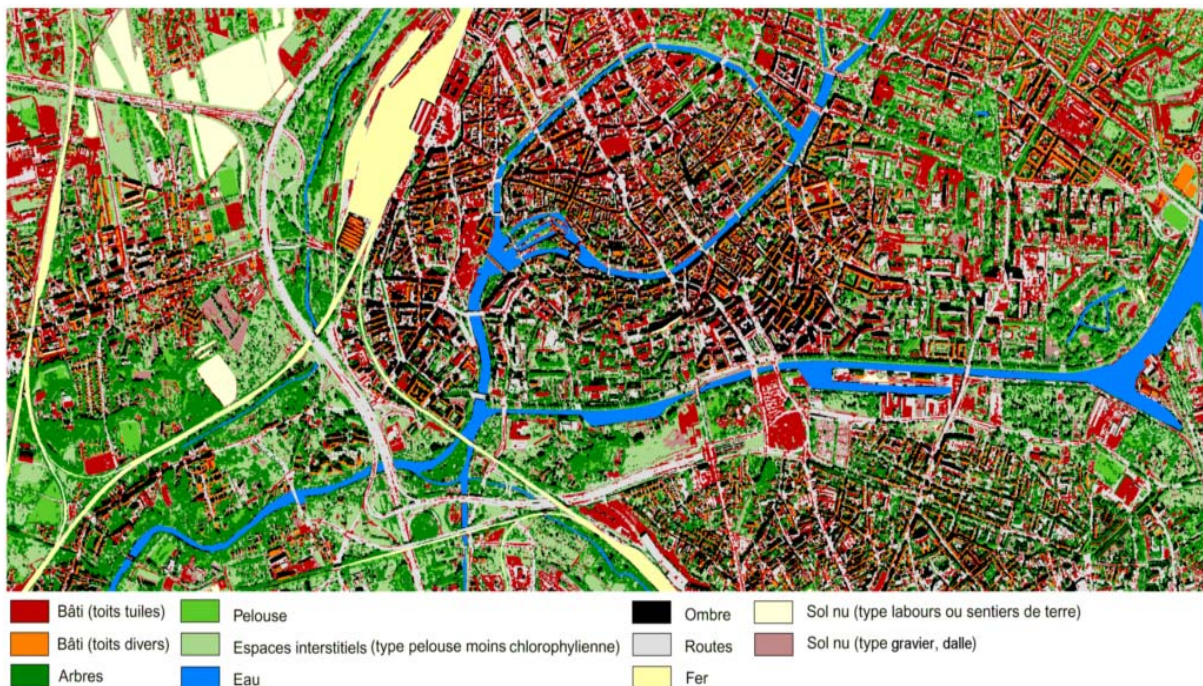 Bâti (toits tuiles)
Pelouse
Ombre
Sol nu (type labours ou sentiers de terre)
Bâti (toits divers)
Espaces interstitiels (type pelouse moins chlorophylienne)
Routes
Sol nu (type gravier, dalle)
Arbres
Eau
Fer